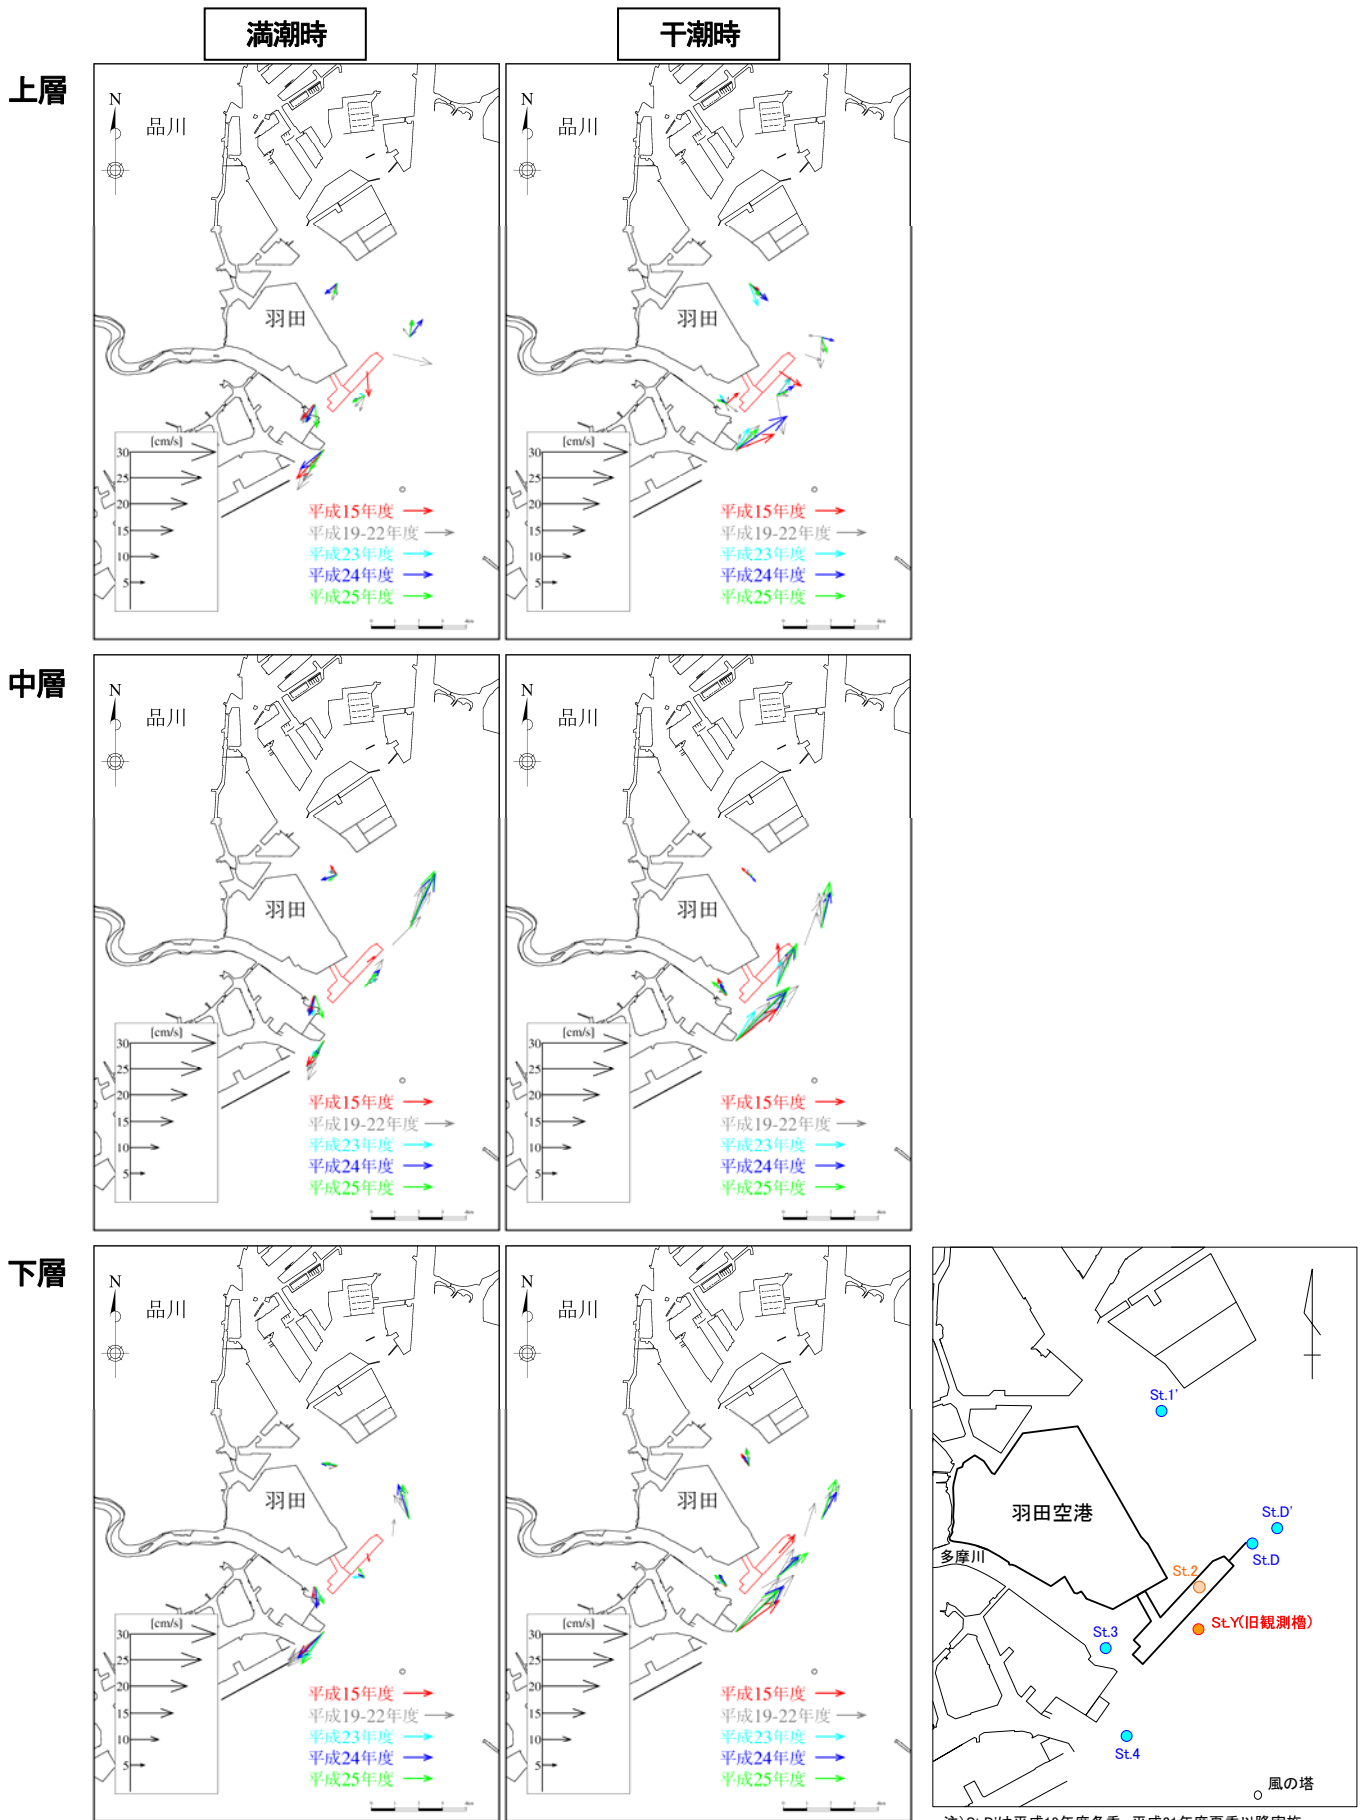 満潮時
干潮時
上層
N
品川
羽田
[cm/s]
30
25
20
15
10
5
平成15年度
平成19-22年度
平成23年度
平成24年度
平成25年度
N
品川
羽田
[cm/s]
30
25
20
15
10
5
平成15年度
平成19-22年度
平成23年度
平成24年度
平成25年度
中層
N
品川
羽田
[cm/s]
30
25
20
15
10
5
平成15年度
平成19-22年度
平成23年度
平成24年度
平成25年度
N
品川
羽田
[cm/s]
30
25
20
15
10
5
平成15年度
平成19-22年度
平成23年度
平成24年度
平成25年度
下層
N
品川
羽田
[cm/s]
30
25
20
15
10
5
平成15年度
平成19-22年度
平成23年度
平成24年度
平成25年度
N
品川
羽田
[cm/s]
30
25
20
15
10
5
平成15年度
平成19-22年度
平成23年度
平成24年度
平成25年度
St.1'
羽田空港
St.D'
St.D
多摩川
St.2
St.Y(旧観測櫓)
St.3
St.4
風の塔